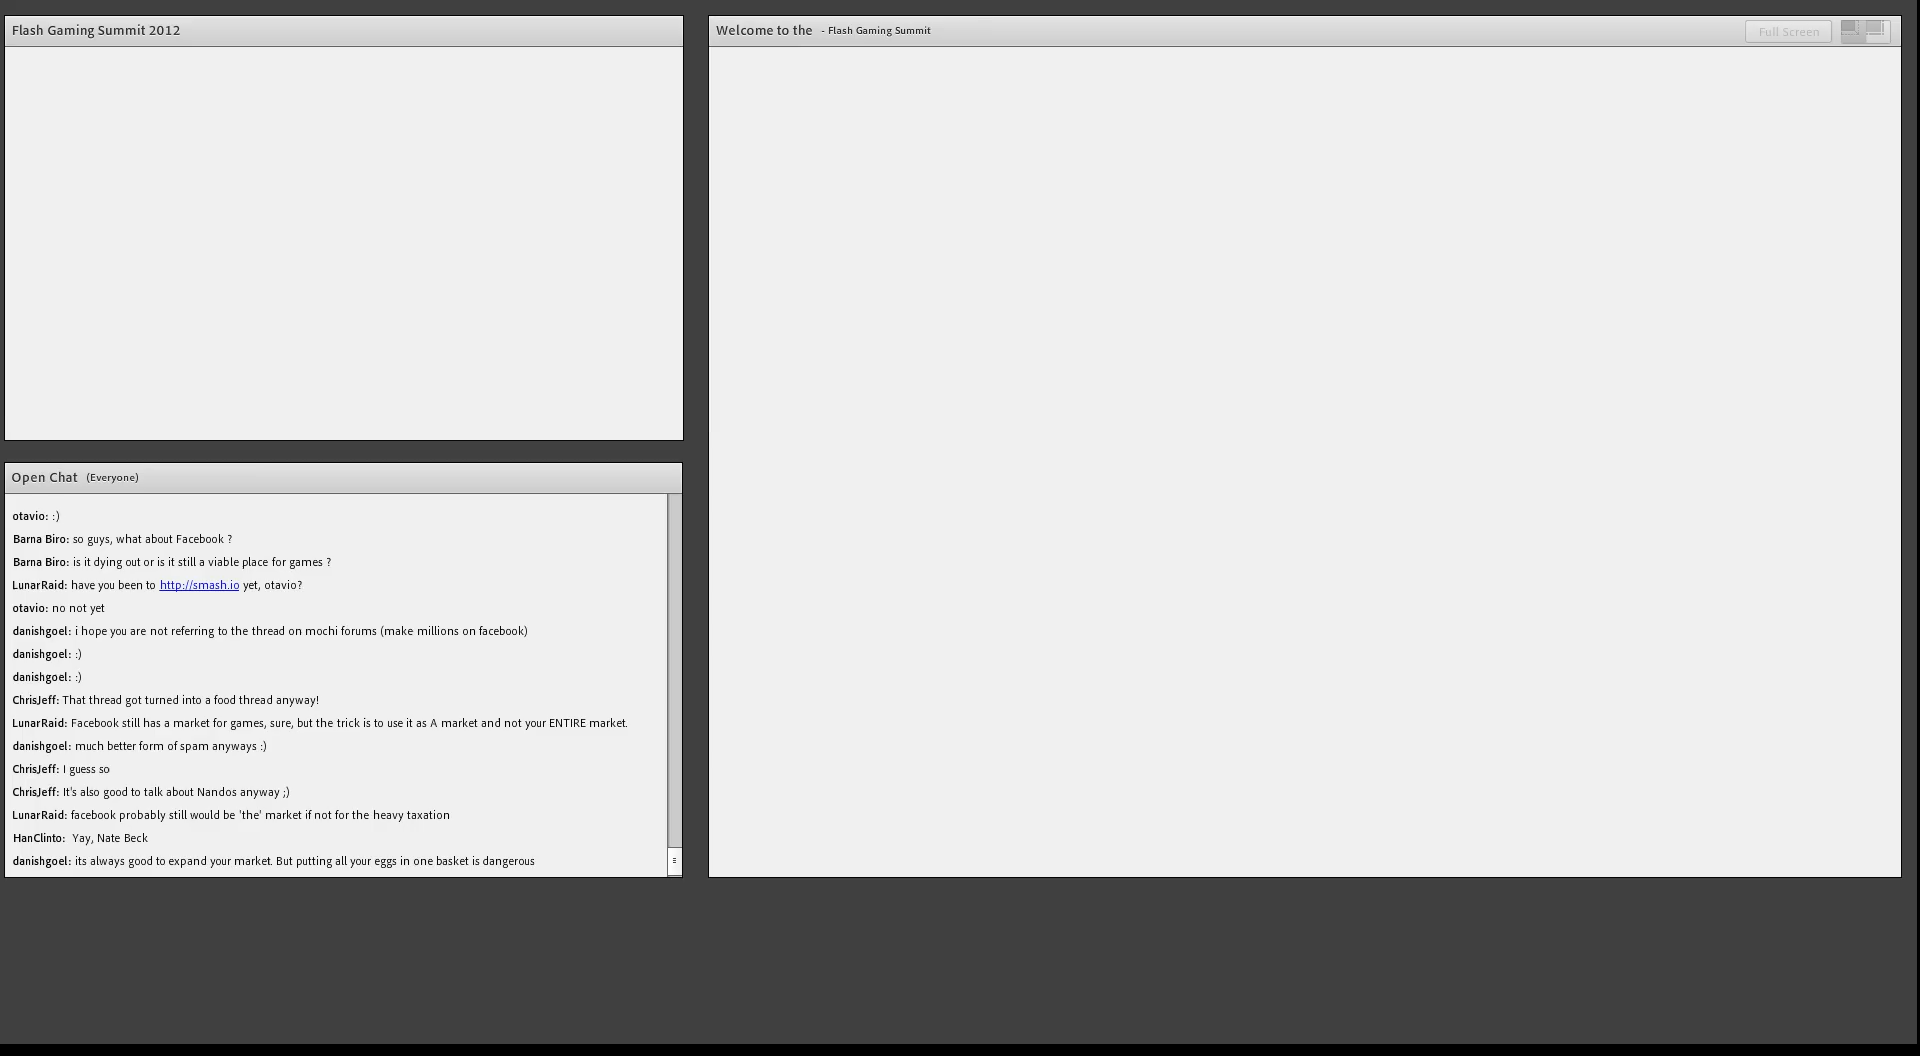 Flash Gaming Summit 2012
Welcome to the - Flash Gaming Summit
Full Screen
Open Chat (Everyone)
otavio: :)
Barna Biro: so guys, what about Facebook ?
Barna Biro: is it dying out or is it still a viable place for games ?
LunarRaid: have you been to http://smash.io yet, otavio?
otavio: no not yet
danishgoel: i hope you are not referring to the thread on mochi forums (make millions on facebook)
danishgoel: :)
danishgoel: :)
ChrisJeff: That thread got turned into a food thread anyway!
LunarRaid: Facebook still has a market for games, sure, but the trick is to use it as A market and not your ENTIRE market.
danishgoel: much better form of spam anyways :)
ChrisJeff: I guess so
ChrisJeff: It's also good to talk about Nandos anyway ;)
LunarRaid: facebook probably still would be 'the' market if not for the heavy taxation
HanClinto: Yay, Nate Beck
danishgoel: its always good to expand your market. But putting all your eggs in one basket is dangerous